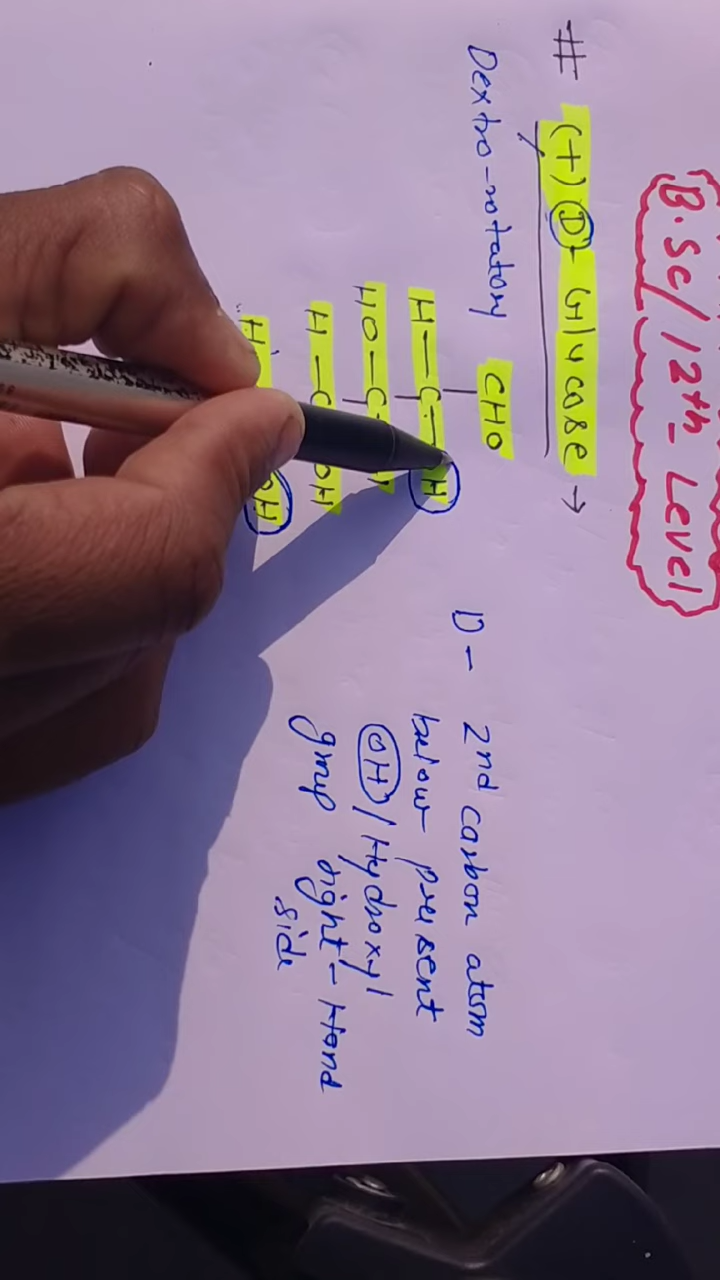 B.Sc/12th-Level
# (+) D- Glucose →
Dextro-rotatory
CHO
H-C-OH
HO-C-H
H-C-OH
H OH
D- 2nd carbon atom
below present
OH / Hydroxyl
group right-Hand
side